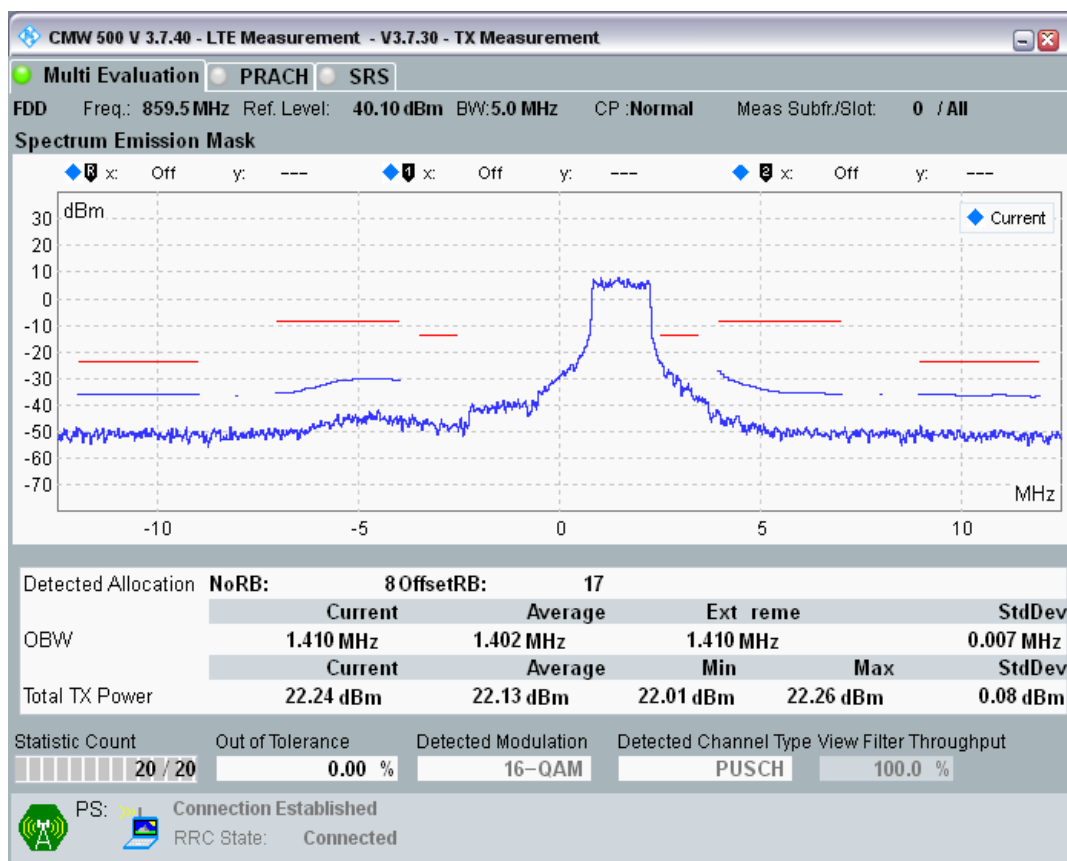 CMW 500 V 3.7.40 - LTE Measurement - V3.7.30 - TX Measurement
Multi Evaluation PRACH SRS
FDD Freq.: 859.5 MHz Ref. Level: 40.10 dBm BW:5.0 MHz CP :Normal Meas Subfr./Slot: 0 / All
Spectrum Emission Mask
R x: Off y: --- 1 x: Off y: --- 2 x: Off y: ---
dBm
Current
30
20
10
0
-10
-20
-30
-40
-50
-60
-70
MHz
-10 -5 0 5 10
Detected Allocation NoRB: 8 OffsetRB: 17
Current Average Ext reme StdDev
OBW 1.410 MHz 1.402 MHz 1.410 MHz 0.007 MHz
Current Average Min Max StdDev
Total TX Power 22.24 dBm 22.13 dBm 22.01 dBm 22.26 dBm 0.08 dBm
Statistic Count Out of Tolerance Detected Modulation Detected Channel Type View Filter Throughput
20 / 20 0.00 % 16-QAM PUSCH 100.0 %
PS: Connection Established
RRC State: Connected